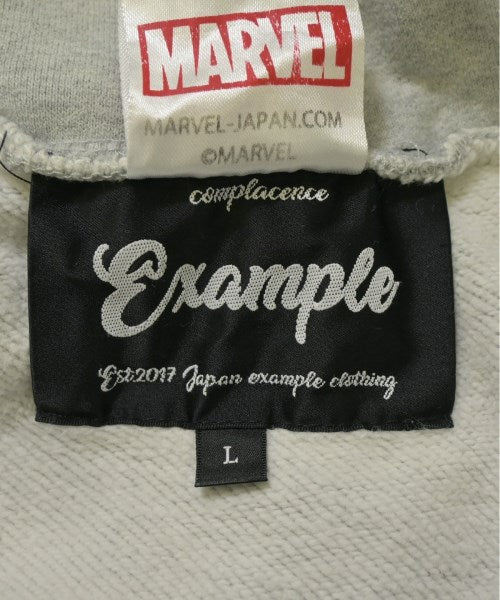 MARVEL
MARVEL-JAPAN.COM
©MARVEL
complacence
Example
Est:2017 Japan example clothing
L